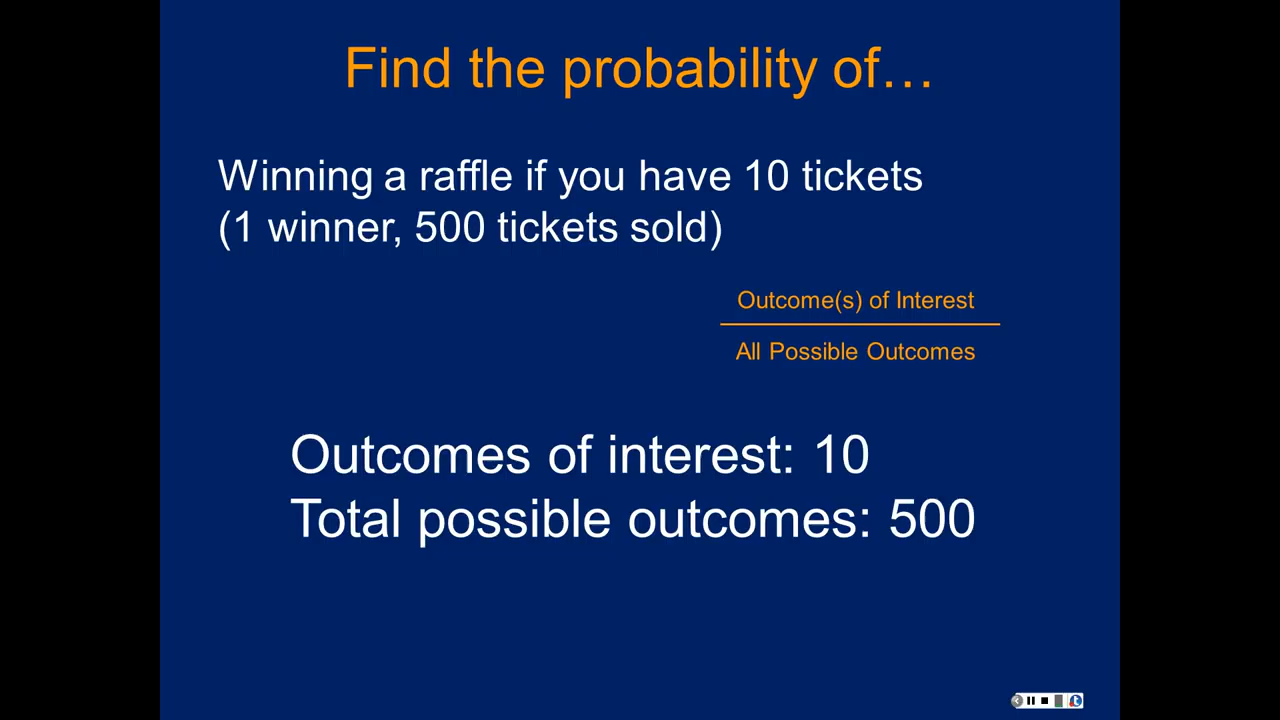 Find the probability of…
Winning a raffle if you have 10 tickets
(1 winner, 500 tickets sold)
Outcome(s) of Interest
All Possible Outcomes
Outcomes of interest: 10
Total possible outcomes: 500